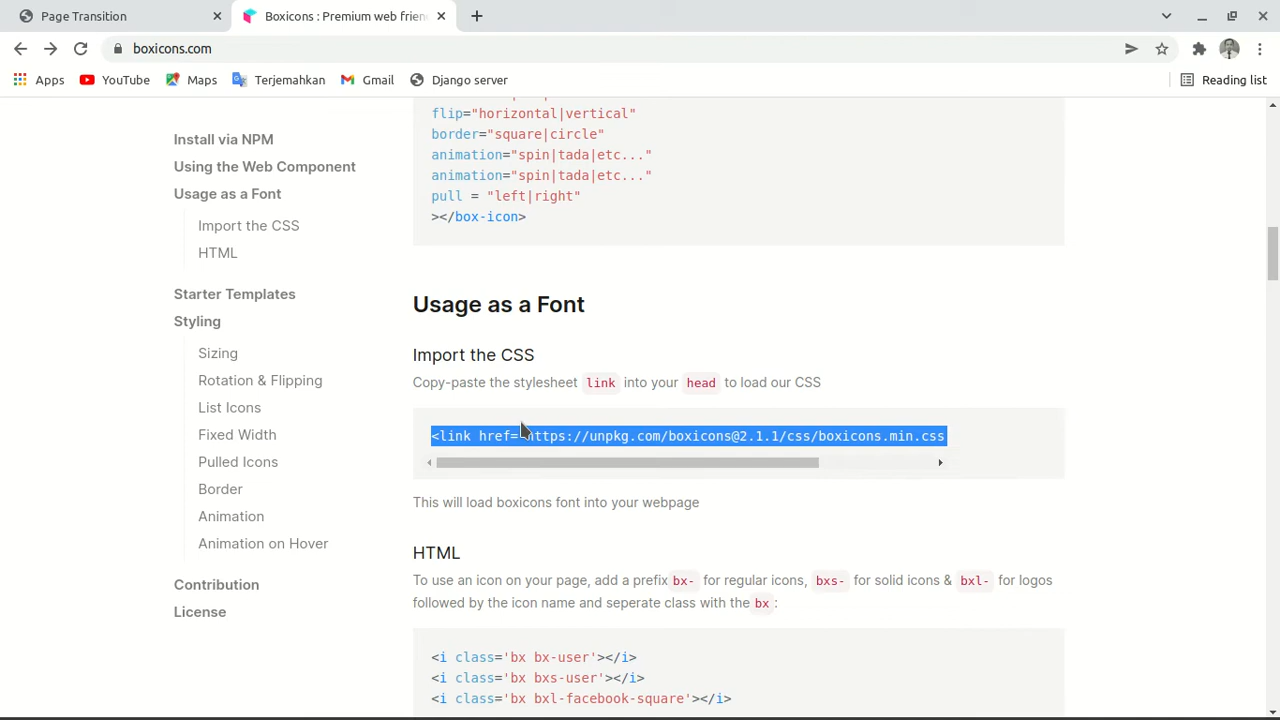 Page Transition
Boxicons : Premium web frien
boxicons.com
Apps
YouTube
Maps
Terjemahkan
Gmail
Django server
Reading list
Install via NPM
Using the Web Component
Usage as a Font
Import the CSS
HTML
Starter Templates
Styling
Sizing
Rotation & Flipping
List Icons
Fixed Width
Pulled Icons
Border
Animation
Animation on Hover
Contribution
License
flip="horizontal|vertical"
border="square|circle"
animation="spin|tada|etc..."
animation="spin|tada|etc..."
pull = "left|right"
></box-icon>
Usage as a Font
Import the CSS
Copy-paste the stylesheet link into your head to load our CSS
<link href='https://unpkg.com/boxicons@2.1.1/css/boxicons.min.css
This will load boxicons font into your webpage
HTML
To use an icon on your page, add a prefix bx- for regular icons, bxs- for solid icons & bxl- for logos
followed by the icon name and seperate class with the bx :
<i class='bx bx-user'></i>
<i class='bx bxs-user'></i>
<i class='bx bxl-facebook-square'></i>